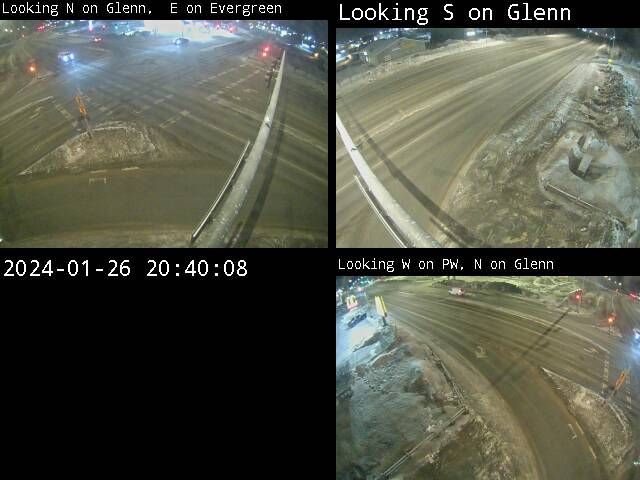 Looking N on Glenn, E on Evergreen
Looking S on Glenn
2024-01-26 20:40:08
Looking W on PW, N on Glenn